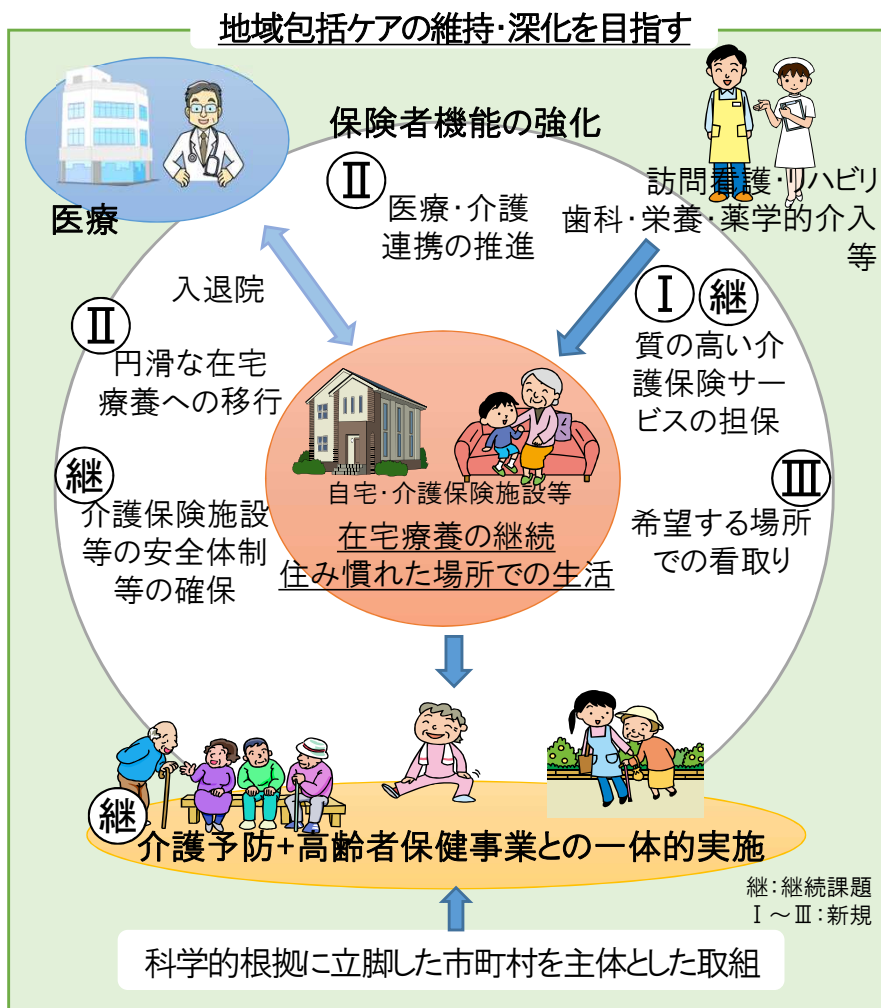 地域包括ケアの維持・深化を目指す
保険者機能の強化
医療
Ⅱ
医療・介護
連携の推進
訪問看護・リハビリ
歯科・栄養・薬学的介入
等
入退院
Ⅱ
円滑な在宅
療養への移行
Ⅰ 継
質の高い介
護保険サー
ビスの担保
継
介護保険施設
等の安全体制
等の確保
Ⅲ
希望する場所
での看取り
自宅・介護保険施設等
在宅療養の継続
住み慣れた場所での生活
継
介護予防+高齢者保健事業との一体的実施
継：継続課題
Ⅰ～Ⅲ：新規
科学的根拠に立脚した市町村を主体とした取組